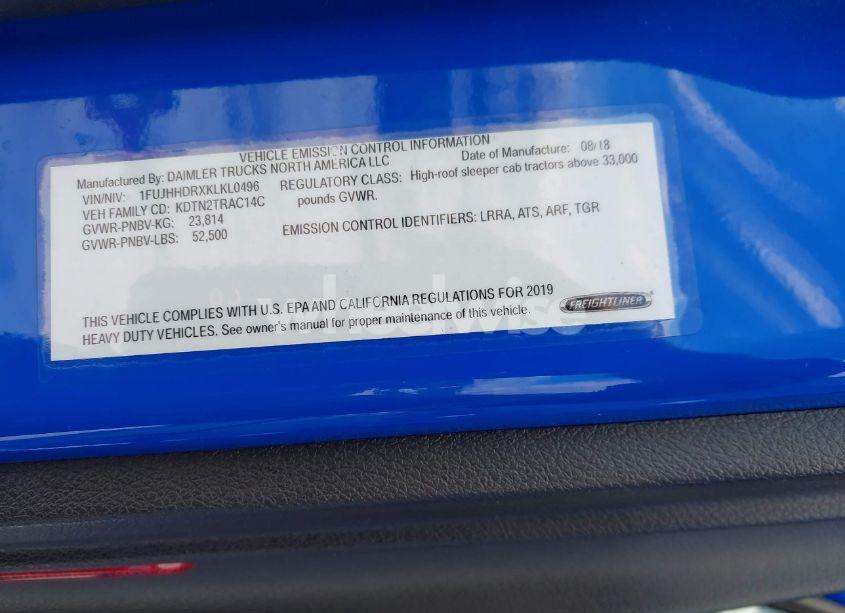 VEHICLE EMISSION CONTROL INFORMATION
Manufactured By: DAIMLER TRUCKS NORTH AMERICA LLC
Date of Manufacture: 08/18
VIN/NIV: 1FUJHHDRXKLKL0496
VEH FAMILY CD: KDTN2TRAC14C
GVWR-PNBV-KG: 23,814
GVWR-PNBV-LBS: 52,500
REGULATORY CLASS: High-roof sleeper cab tractors above 33,000
pounds GVWR.
EMISSION CONTROL IDENTIFIERS: LRRA, ATS, ARF, TGR
THIS VEHICLE COMPLIES WITH U.S. EPA AND CALIFORNIA REGULATIONS FOR 2019
HEAVY DUTY VEHICLES. See owner's manual for proper maintenance of this vehicle.
FREIGHTLINER